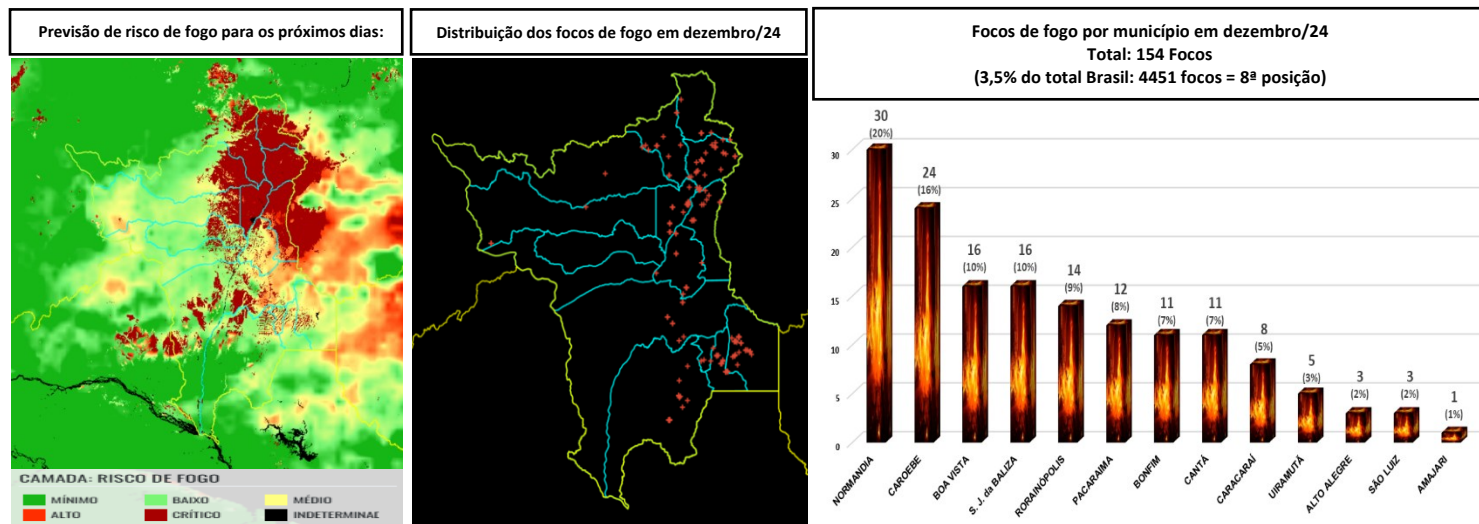 Previsão de risco de fogo para os próximos dias:
CAMADA: RISCO DE FOGO
MÍNIMO
BAIXO
MÉDIO
ALTO
CRÍTICO
INDETERMINAE
Distribuição dos focos de fogo em dezembro/24
Focos de fogo por município em dezembro/24
Total: 154 Focos
(3,5% do total Brasil: 4451 focos = 8ª posição)
30
25
20
15
10
5
0
30
(20%)
24
(16%)
16
(10%)
16
(10%)
14
(9%)
12
(8%)
11
(7%)
11
(7%)
8
(5%)
5
(3%)
3
(2%)
3
(2%)
1
(1%)
NORMANDIA
CAROEBE
BOA VISTA
S. J. da BALIZA
RORAINÓPOLIS
PACARAIMA
BONFIM
CANTÁ
CARACARAÍ
UIRAMUTÃ
ALTO ALEGRE
SÃO LUIZ
AMAJARI